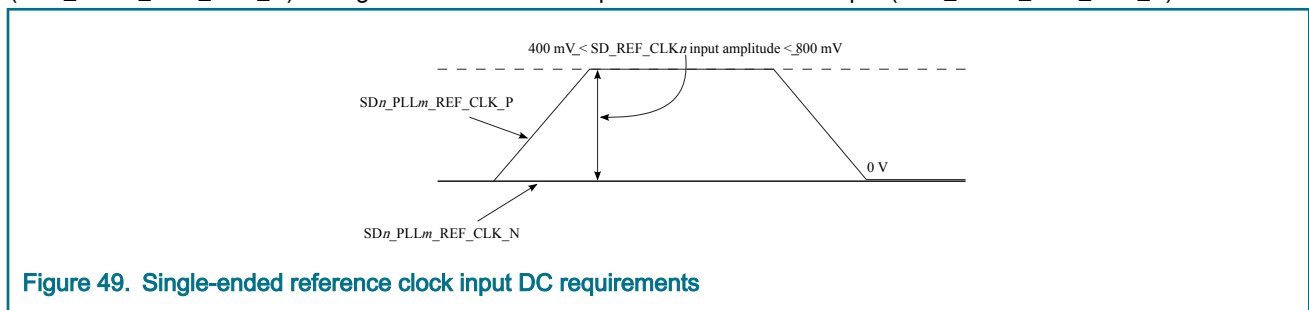 400 mV < SD_REF_CLKn input amplitude < 800 mV
SDn_PLLm_REF_CLK_P
0 V
SDn_PLLm_REF_CLK_N
Figure 49. Single-ended reference clock input DC requirements